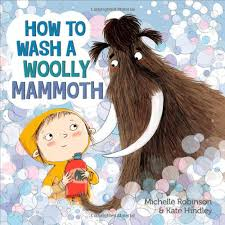 HOW TO
WASH A
WOOLLY
MAMMOTH
Michelle Robinson
& Kate Hindley